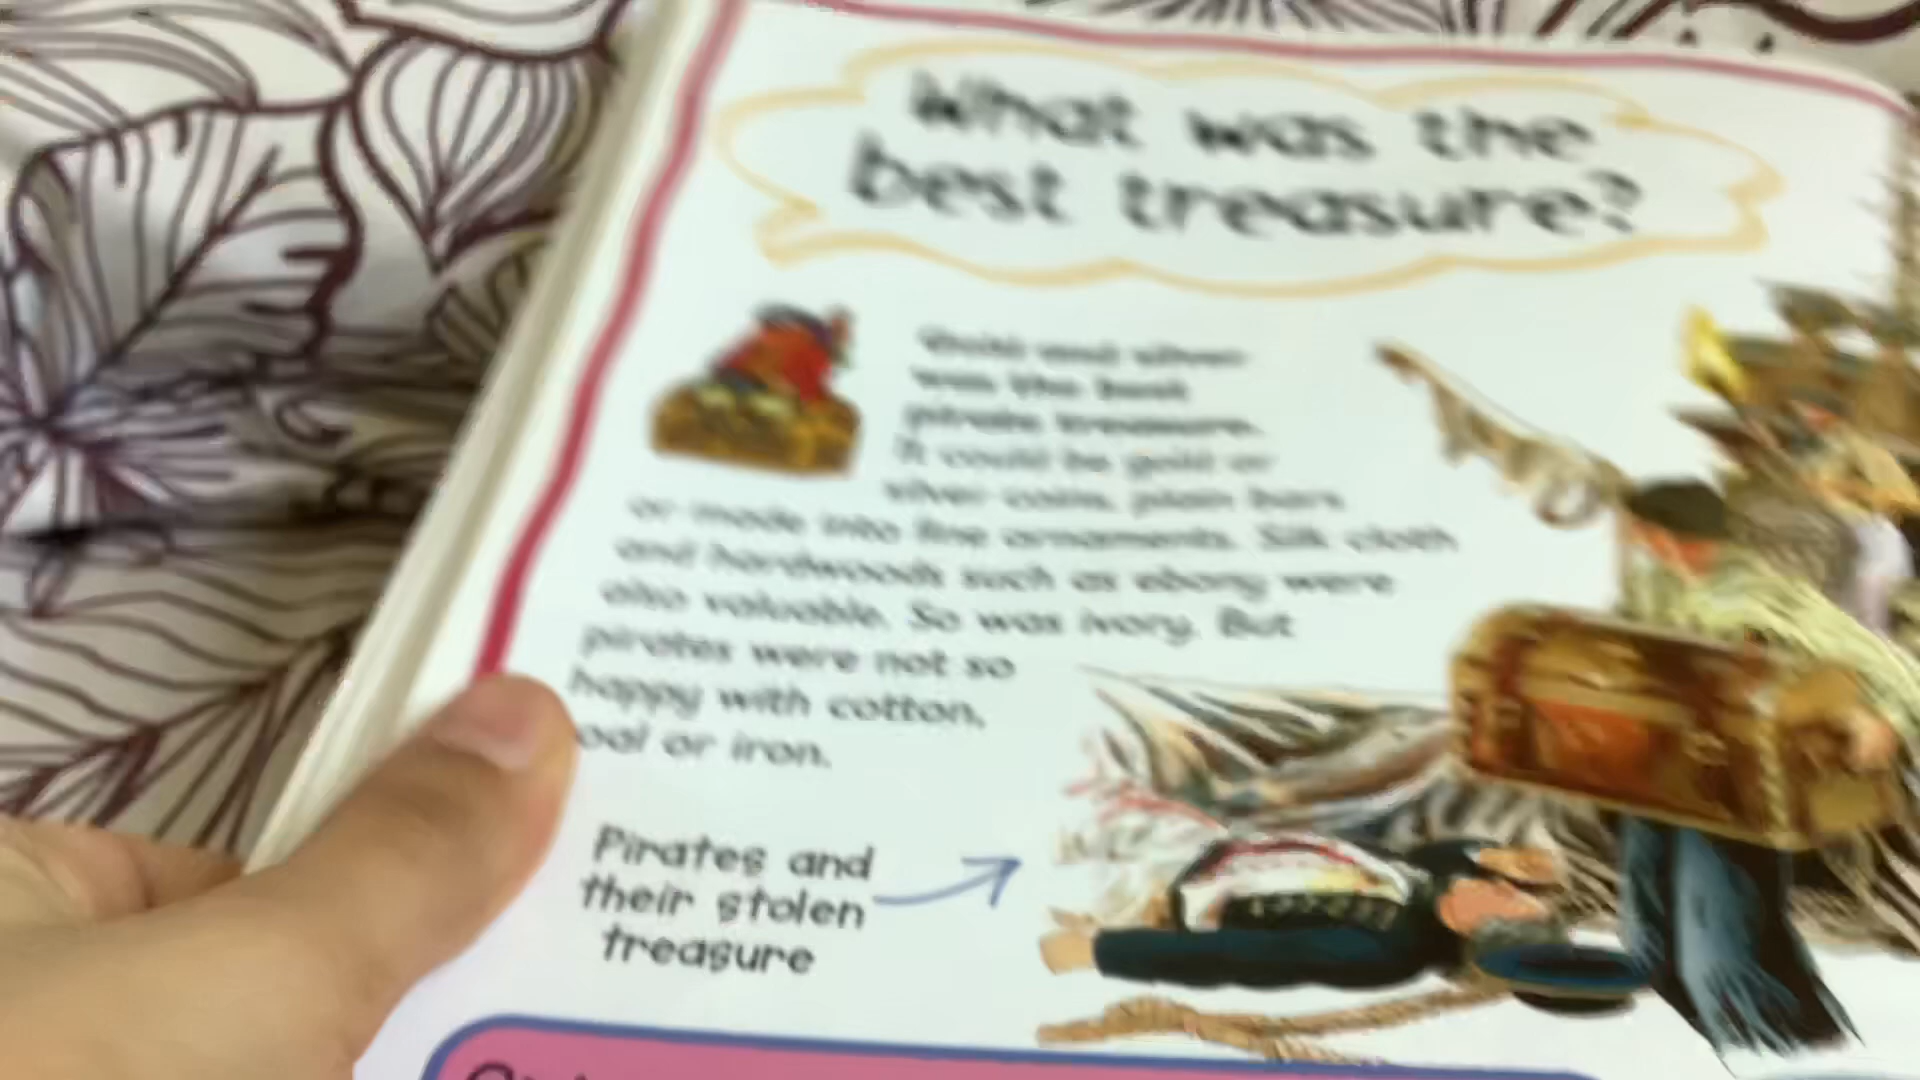 What was the
best treasure?
Gold and silver
was the best
pirate treasure.
It could be gold or
silver coins, plain bars
or made into fine ornaments. Silk cloth
and hardwoods such as ebony were
also valuable. So was ivory. But
pirates were not so
happy with cotton,
ool or iron.
Pirates and
their stolen
treasure